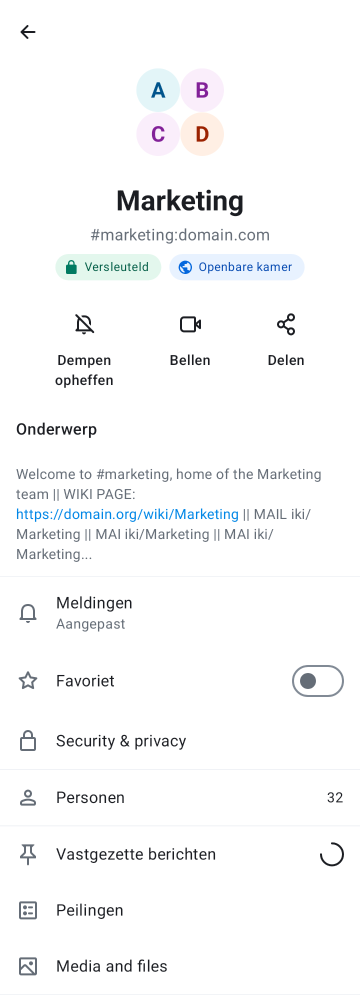 A B
C D
Marketing
#marketing:domain.com
Versleuteld Openbare kamer
Dempen opheffen Bellen Delen
Onderwerp
Welcome to #marketing, home of the Marketing
team || WIKI PAGE:
https://domain.org/wiki/Marketing || MAIL iki/
Marketing || MAI iki/Marketing || MAI iki/
Marketing...
Meldingen
Aangepast
Favoriet
Security & privacy
Personen 32
Vastgezette berichten
Peilingen
Media and files